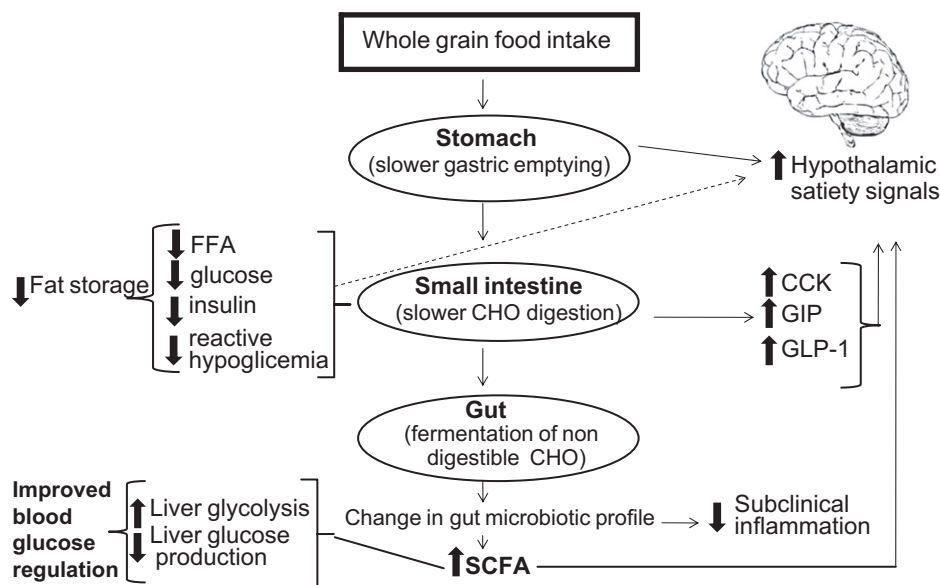 Whole grain food intake
Stomach
(slower gastric emptying)
Hypothalamic
satiety signals
Fat storage
FFA
glucose
insulin
reactive
hypoglicemia
Small intestine
(slower CHO digestion)
CCK
GIP
GLP-1
Gut
(fermentation of non
digestible CHO)
Improved
blood
glucose
regulation
Liver glycolysis
Liver glucose
production
Change in gut microbiotic profile
Subclinical
inflammation
SCFA